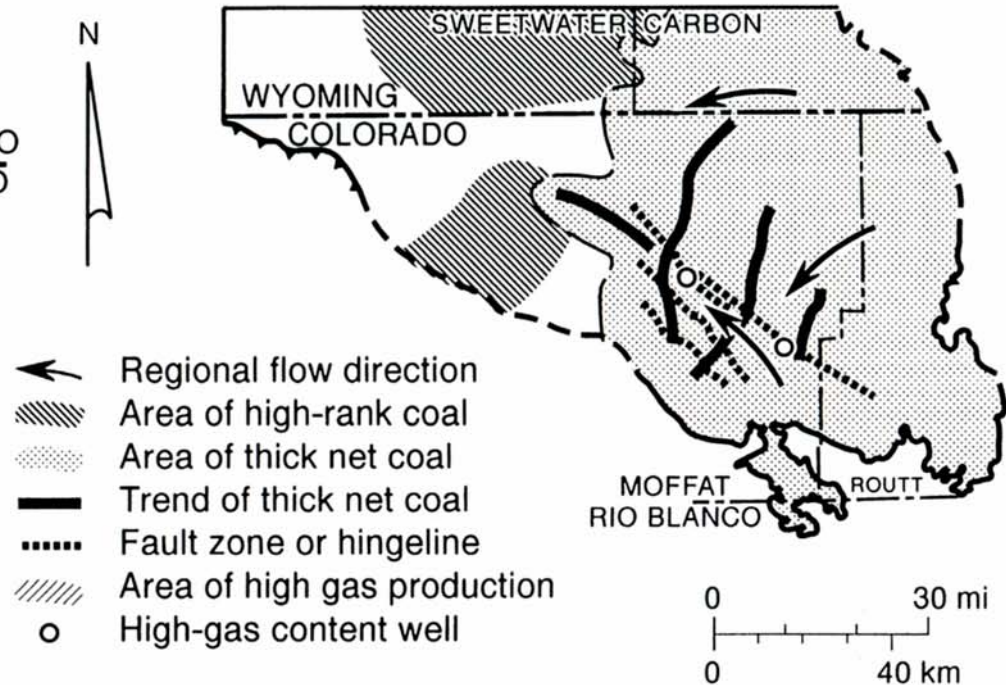 N
SWEETWATER CARBON
WYOMING
COLORADO
Regional flow direction
Area of high-rank coal
Area of thick net coal
Trend of thick net coal
Fault zone or hingeline
Area of high gas production
High-gas content well
MOFFAT
ROUTT
RIO BLANCO
0 30 mi
0 40 km